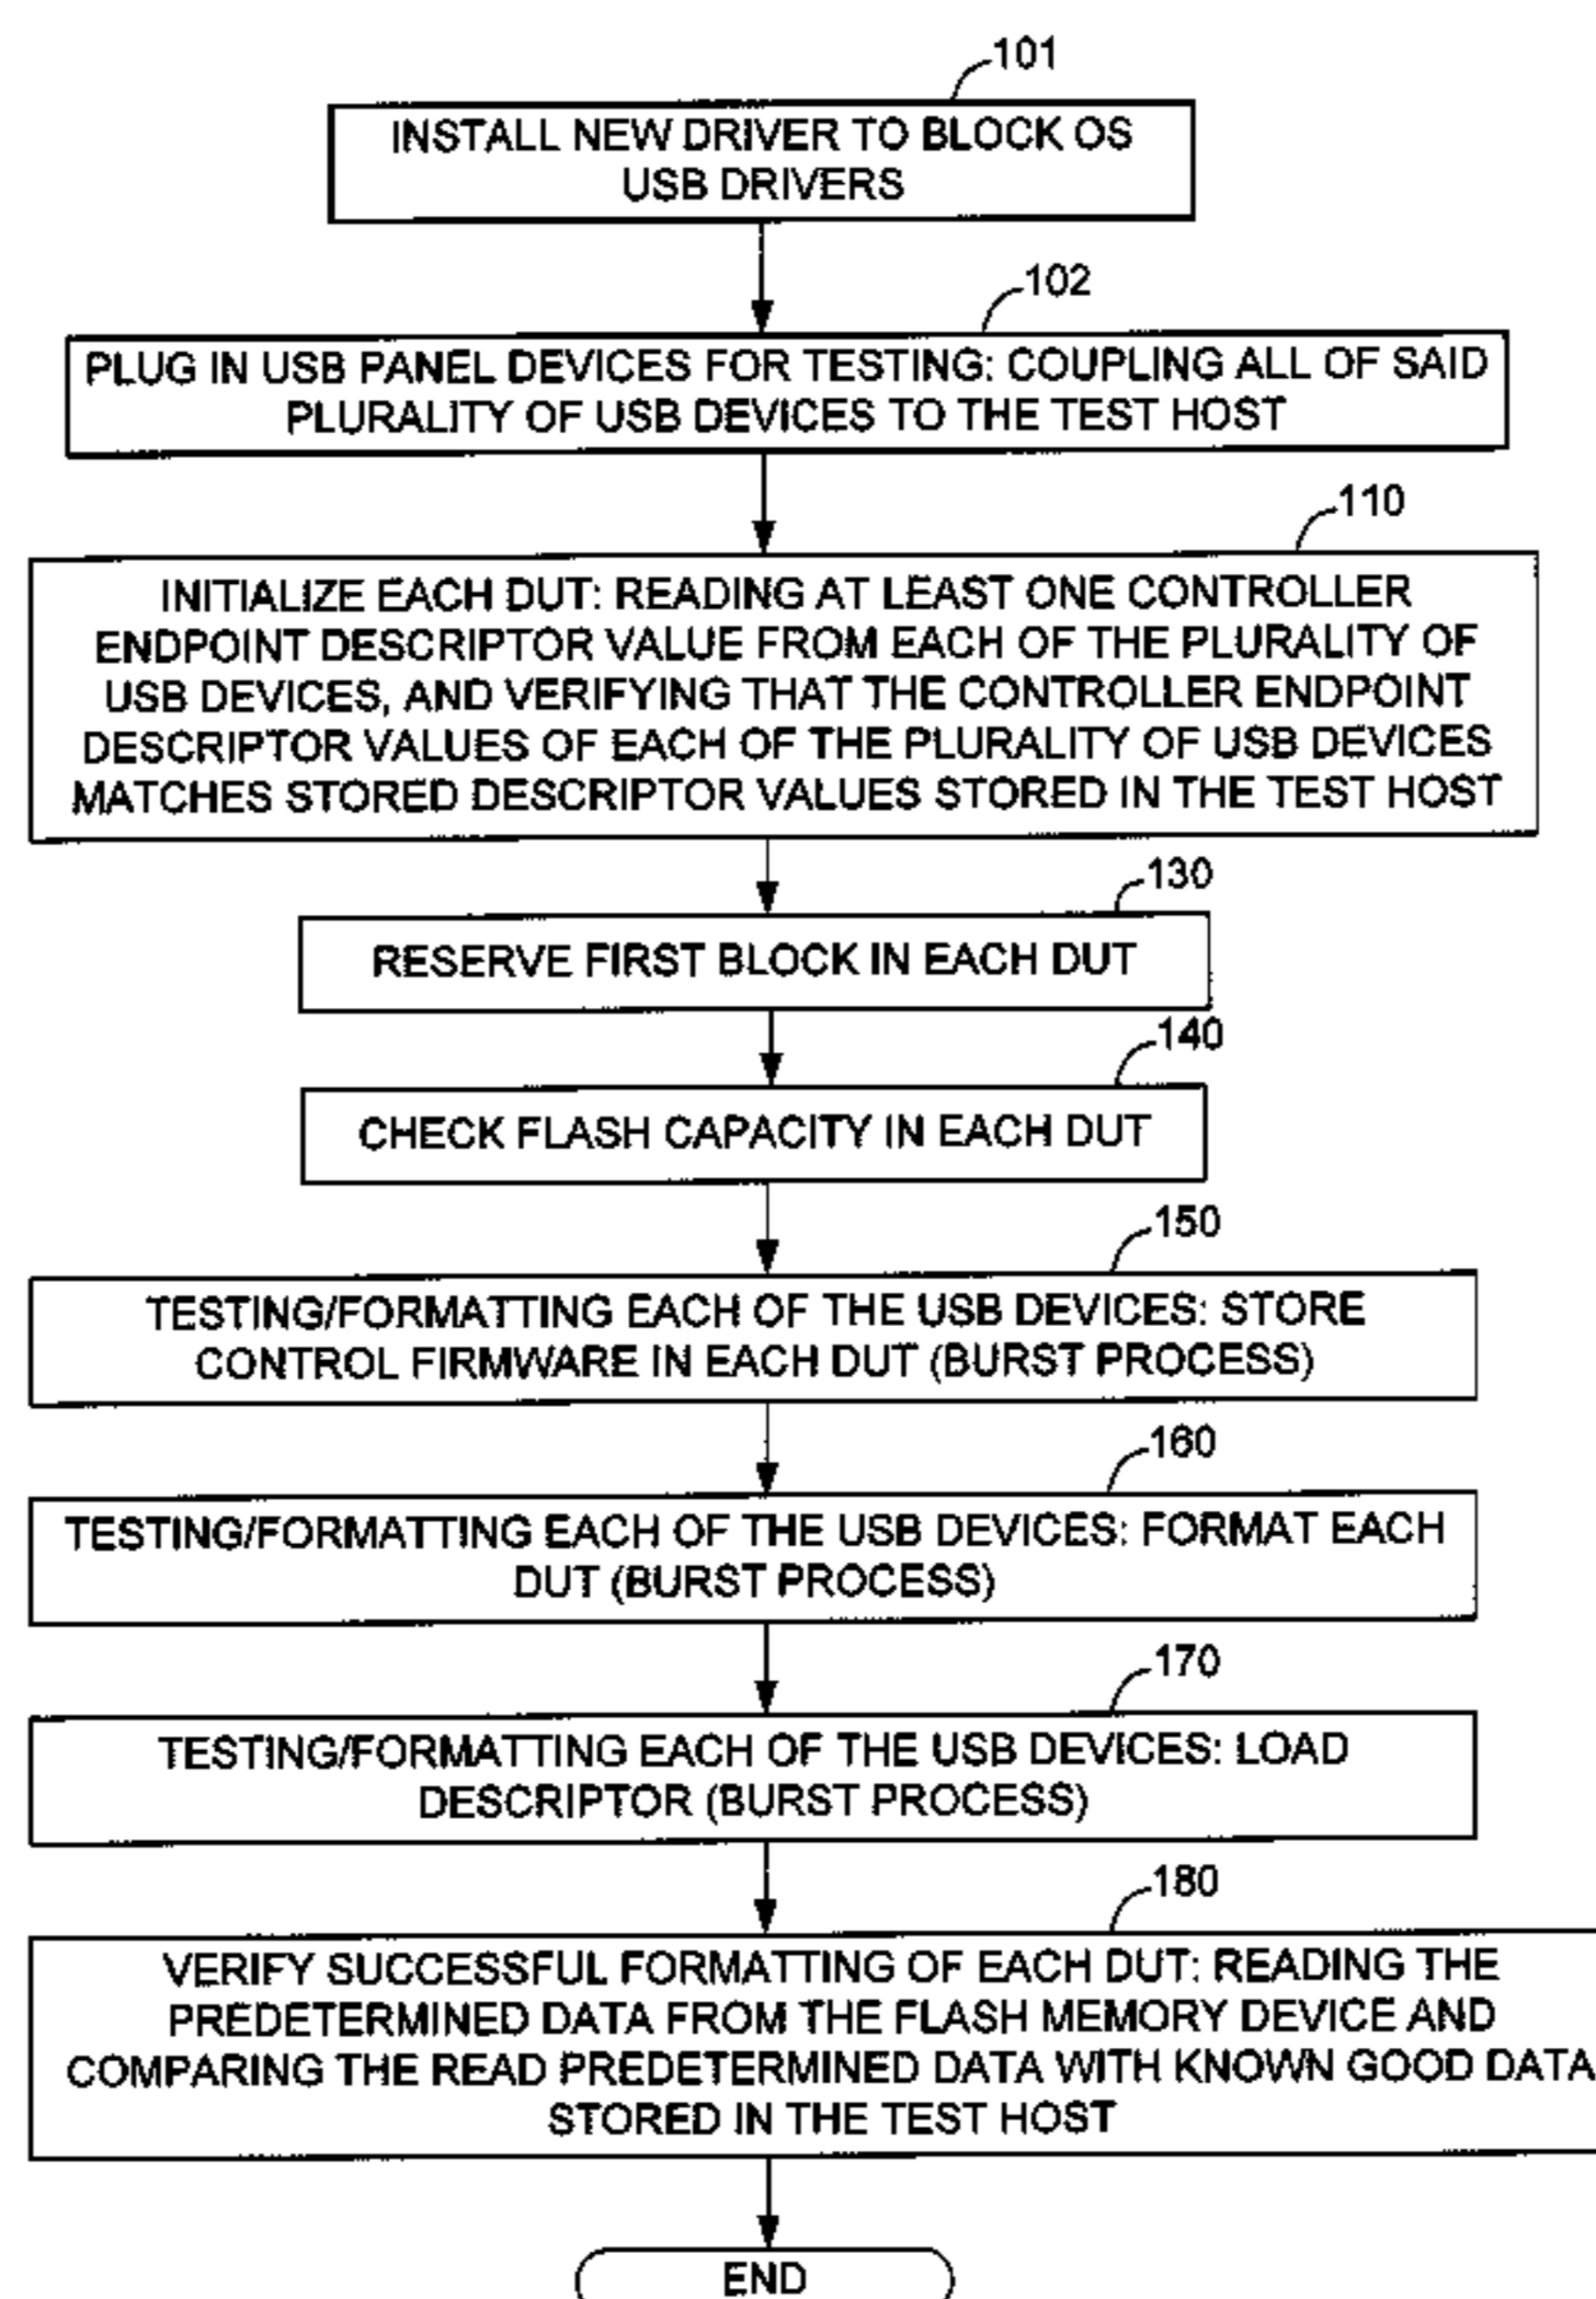 101
INSTALL NEW DRIVER TO BLOCK OS
USB DRIVERS
102
PLUG IN USB PANEL DEVICES FOR TESTING: COUPLING ALL OF SAID
PLURALITY OF USB DEVICES TO THE TEST HOST
110
INITIALIZE EACH DUT: READING AT LEAST ONE CONTROLLER
ENDPOINT DESCRIPTOR VALUE FROM EACH OF THE PLURALITY OF
USB DEVICES, AND VERIFYING THAT THE CONTROLLER ENDPOINT
DESCRIPTOR VALUES OF EACH OF THE PLURALITY OF USB DEVICES
MATCHES STORED DESCRIPTOR VALUES STORED IN THE TEST HOST
130
RESERVE FIRST BLOCK IN EACH DUT
140
CHECK FLASH CAPACITY IN EACH DUT
150
TESTING/FORMATTING EACH OF THE USB DEVICES: STORE
CONTROL FIRMWARE IN EACH DUT (BURST PROCESS)
160
TESTING/FORMATTING EACH OF THE USB DEVICES: FORMAT EACH
DUT (BURST PROCESS)
170
TESTING/FORMATTING EACH OF THE USB DEVICES: LOAD
DESCRIPTOR (BURST PROCESS)
180
VERIFY SUCCESSFUL FORMATTING OF EACH DUT: READING THE
PREDETERMINED DATA FROM THE FLASH MEMORY DEVICE AND
COMPARING THE READ PREDETERMINED DATA WITH KNOWN GOOD DATA
STORED IN THE TEST HOST
END